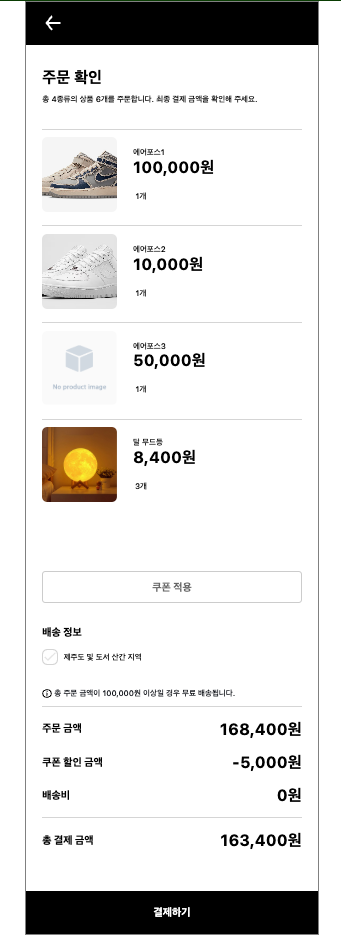 주문 확인
총 4종류의 상품 6개를 주문합니다. 최종 결제 금액을 확인해 주세요.
에어포스1
100,000원
1개
에어포스2
10,000원
1개
No product image
에어포스3
50,000원
1개
달 무드등
8,400원
3개
쿠폰 적용
배송 정보
제주도 및 도서 산간 지역
총 주문 금액이 100,000원 이상일 경우 무료 배송됩니다.
주문 금액 168,400원
쿠폰 할인 금액 -5,000원
배송비 0원
총 결제 금액 163,400원
결제하기